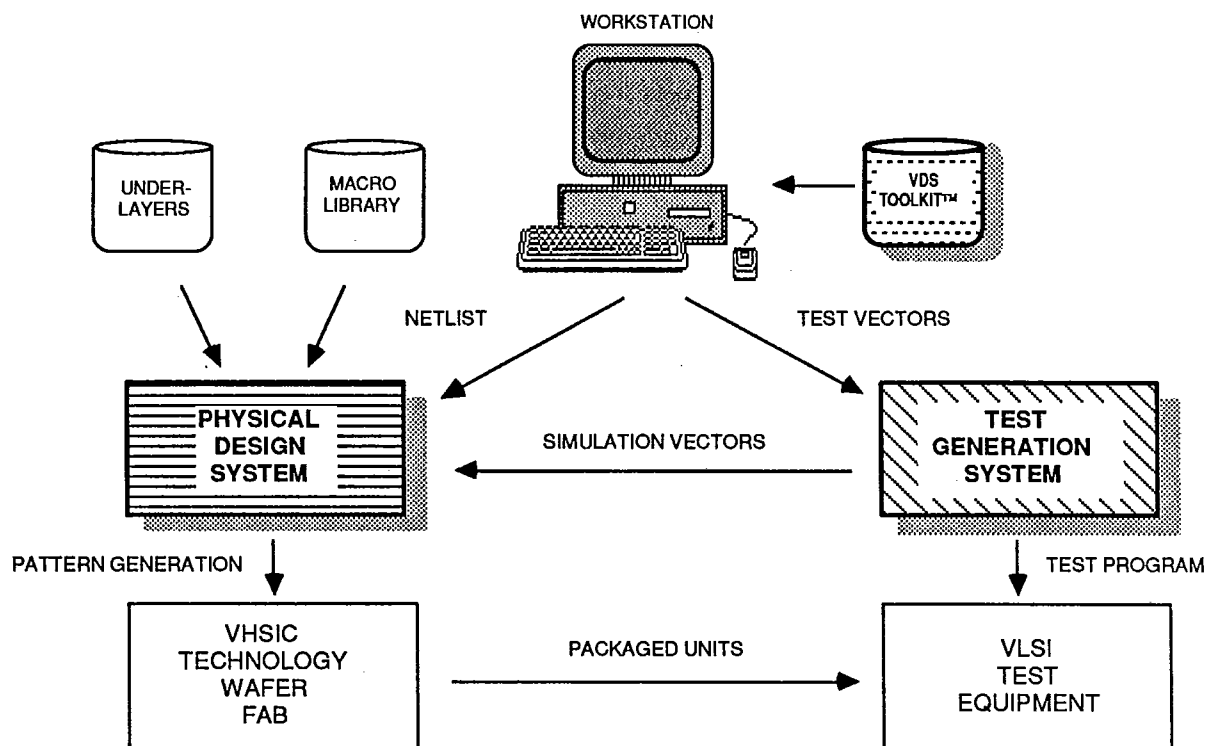 WORKSTATION
UNDER-
LAYERS
MACRO
LIBRARY
VDS
TOOLKIT™
NETLIST
TEST VECTORS
PHYSICAL
DESIGN
SYSTEM
SIMULATION VECTORS
TEST
GENERATION
SYSTEM
PATTERN GENERATION
TEST PROGRAM
VHSIC
TECHNOLOGY
WAFER
FAB
PACKAGED UNITS
VLSI
TEST
EQUIPMENT